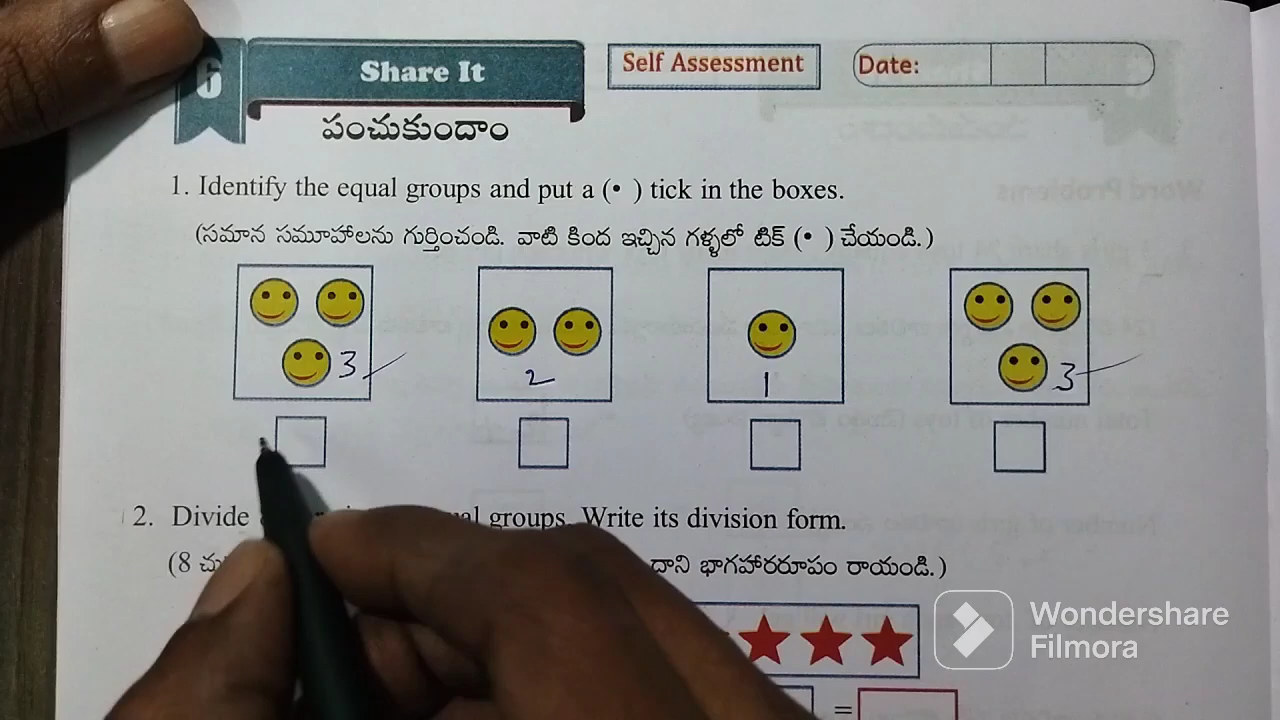 6 Share It Self Assessment Date:
పంచుకుందాం
1. Identify the equal groups and put a (• ) tick in the boxes.
(సమాన సమూహాలను గుర్తించండి. వాటి కింద ఇచ్చిన గళ్ళలో టిక్ (• ) చేయండి.)
3 2 1 3
2. Divide groups. Write its division form.
(8 దాని భాగహారరూపం రాయండి.)
=
Wondershare
Filmora